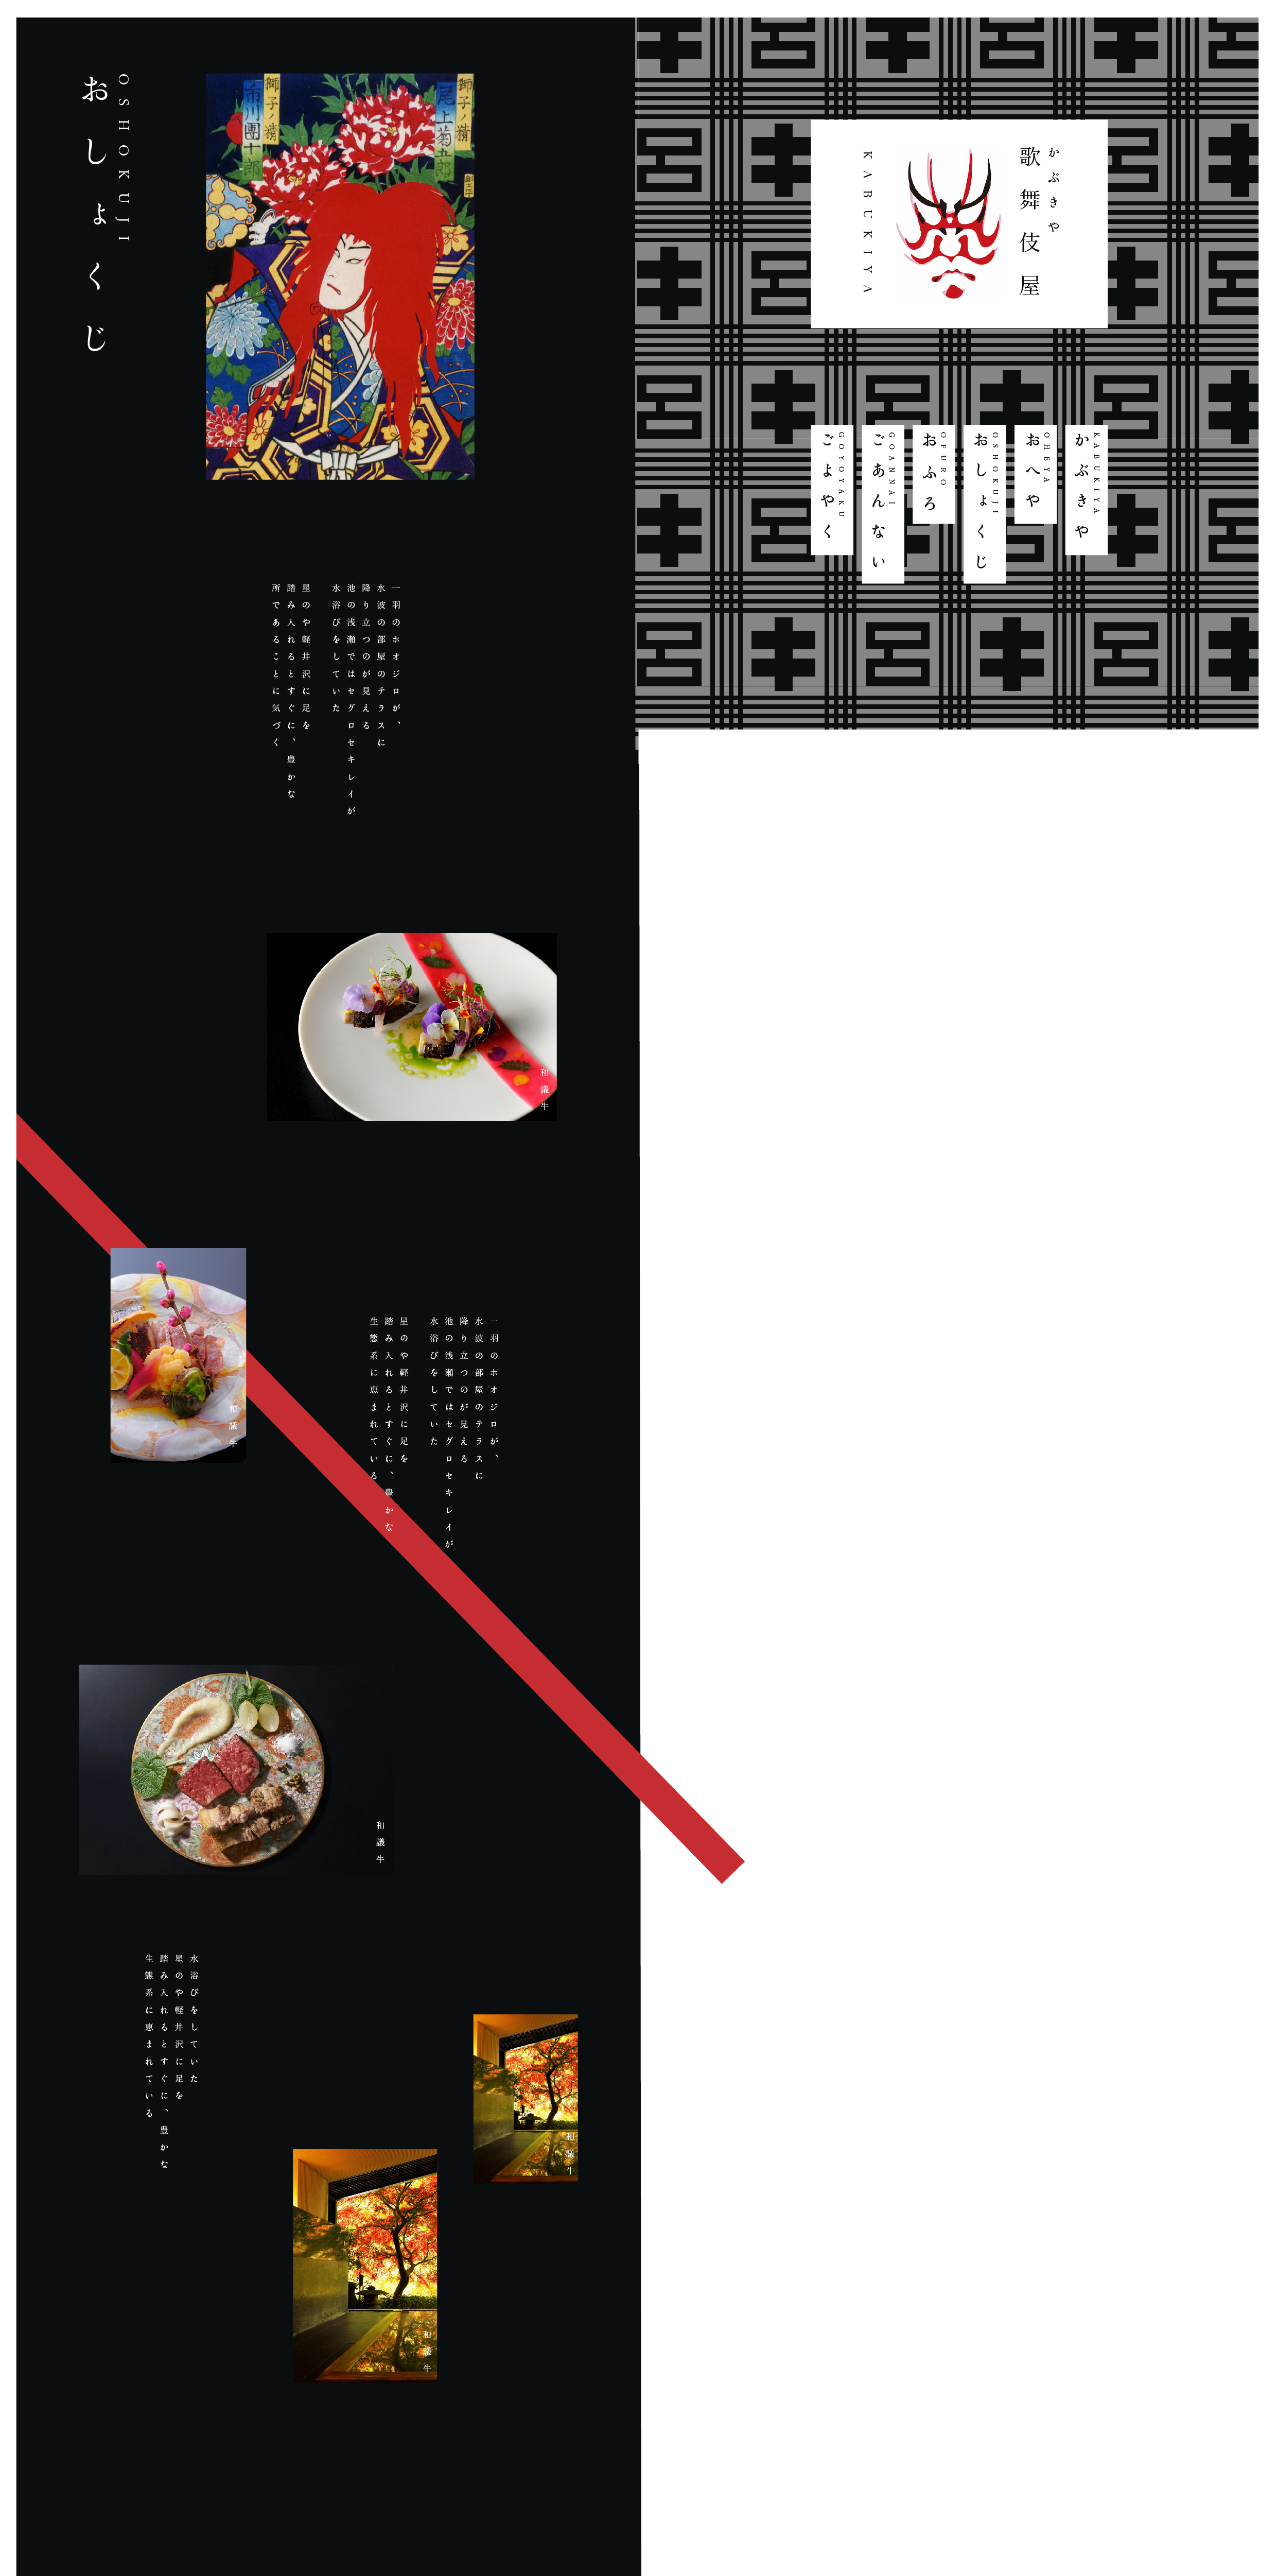 おしょくじ
OSHOKUJI
獅子ノ精
尾上菊五郎
獅子ノ精
市川團十郎
かぶきや
歌舞伎屋
KABUKIYA
KABUKIYA
かぶきや
OHEYA
おへや
OSHOKUJI
おしょくじ
OFURO
おふろ
GOANNAI
ごあんない
GOYOYAKU
ごよやく
一羽のホオジロが、
水波の部屋のテラスに
降り立つのが見える
池の浅瀬ではセグロセキレイが
水浴びをしていた
星のや軽井沢に足を
踏み入れるとすぐに、豊かな
所であることに気づく
和議牛
和議牛
一羽のホオジロが、
水波の部屋のテラスに
降り立つのが見える
池の浅瀬ではセグロセキレイが
水浴びをしていた
星のや軽井沢に足を
踏み入れるとすぐに、豊かな
生態系に恵まれている
和議牛
水浴びをしていた
星のや軽井沢に足を
踏み入れるとすぐに、豊かな
生態系に恵まれている
和議牛
和議牛